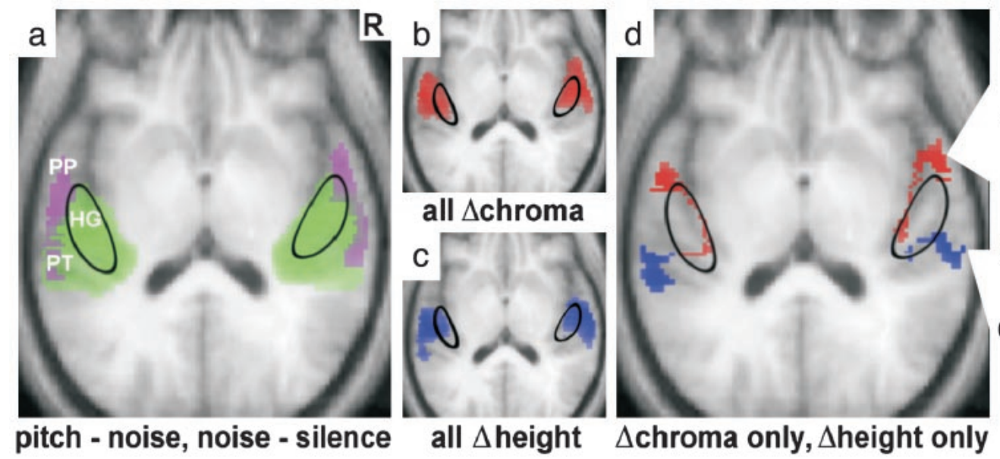 a
R
PP
HG
PT
pitch - noise, noise - silence
b
all Δchroma
c
all Δheight
d
Δchroma only, Δheight only